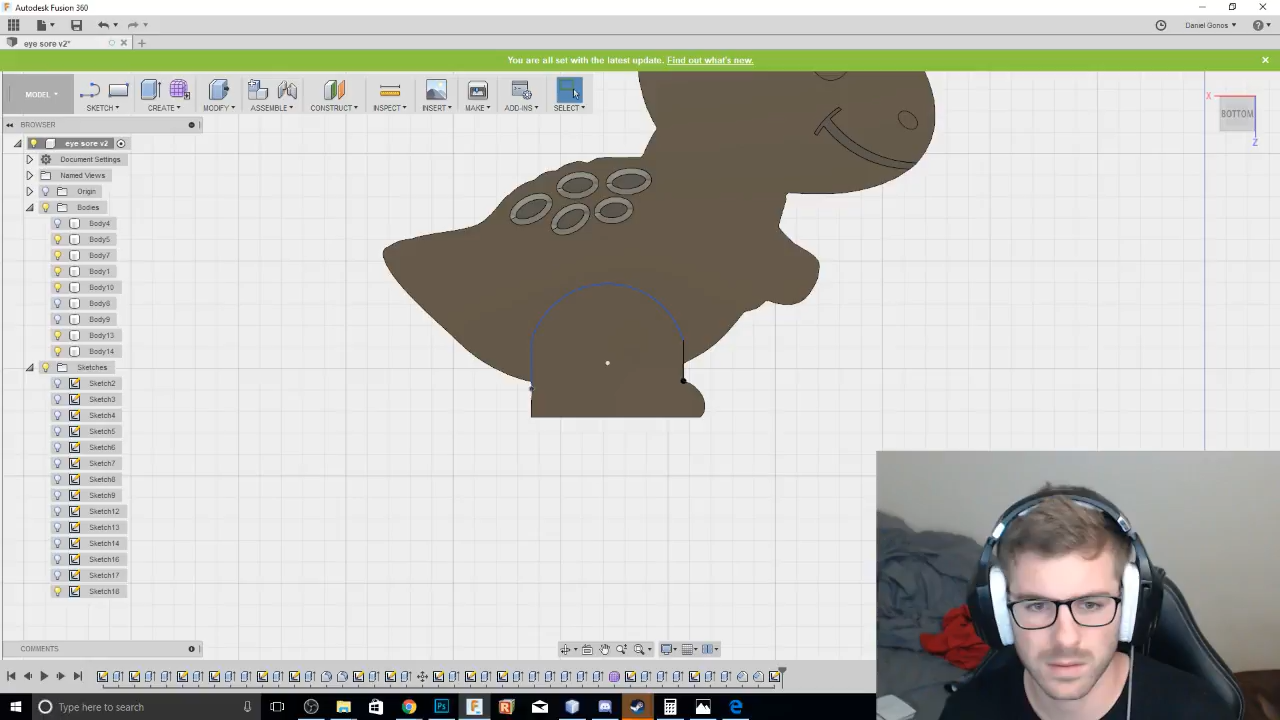 Autodesk Fusion 360
Daniel Gonos
eye sore v2*
You are all set with the latest update. Find out what's new.
MODEL
SKETCH
CREATE
MODIFY
ASSEMBLE
CONSTRUCT
INSPECT
INSERT
MAKE
ADD-INS
SELECT
X
BOTTOM
Z
BROWSER
eye sore v2
Document Settings
Named Views
Origin
Bodies
Body4
Body5
Body7
Body1
Body10
Body8
Body9
Body13
Body14
Sketches
Sketch2
Sketch3
Sketch4
Sketch5
Sketch6
Sketch7
Sketch8
Sketch9
Sketch12
Sketch13
Sketch14
Sketch16
Sketch17
Sketch18
COMMENTS
Type here to search